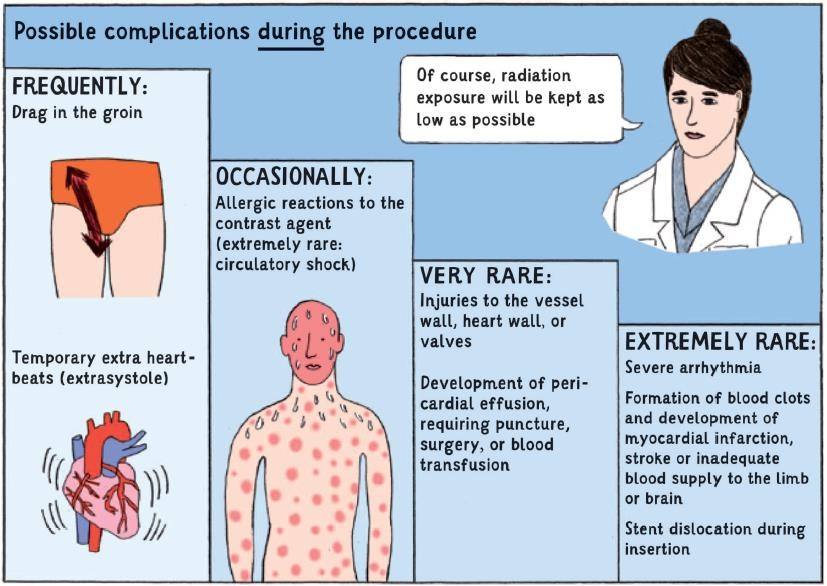 Possible complications during the procedure
FREQUENTLY:
Drag in the groin
Temporary extra heart-
beats (extrasystole)
OCCASIONALLY:
Allergic reactions to the
contrast agent
(extremely rare:
circulatory shock)
Of course, radiation
exposure will be kept as
low as possible
VERY RARE:
Injuries to the vessel
wall, heart wall, or
valves
Development of peri-
cardial effusion,
requiring puncture,
surgery, or blood
transfusion
EXTREMELY RARE:
Severe arrhythmia
Formation of blood clots
and development of
myocardial infarction,
stroke or inadequate
blood supply to the limb
or brain
Stent dislocation during
insertion